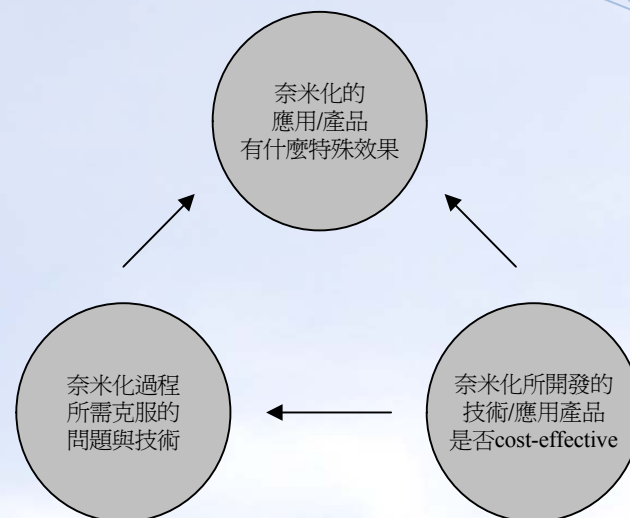 奈米化的
應用/產品
有什麼特殊效果
奈米化過程
所需克服的
問題與技術
奈米化所開發的
技術/應用產品
是否cost-effective